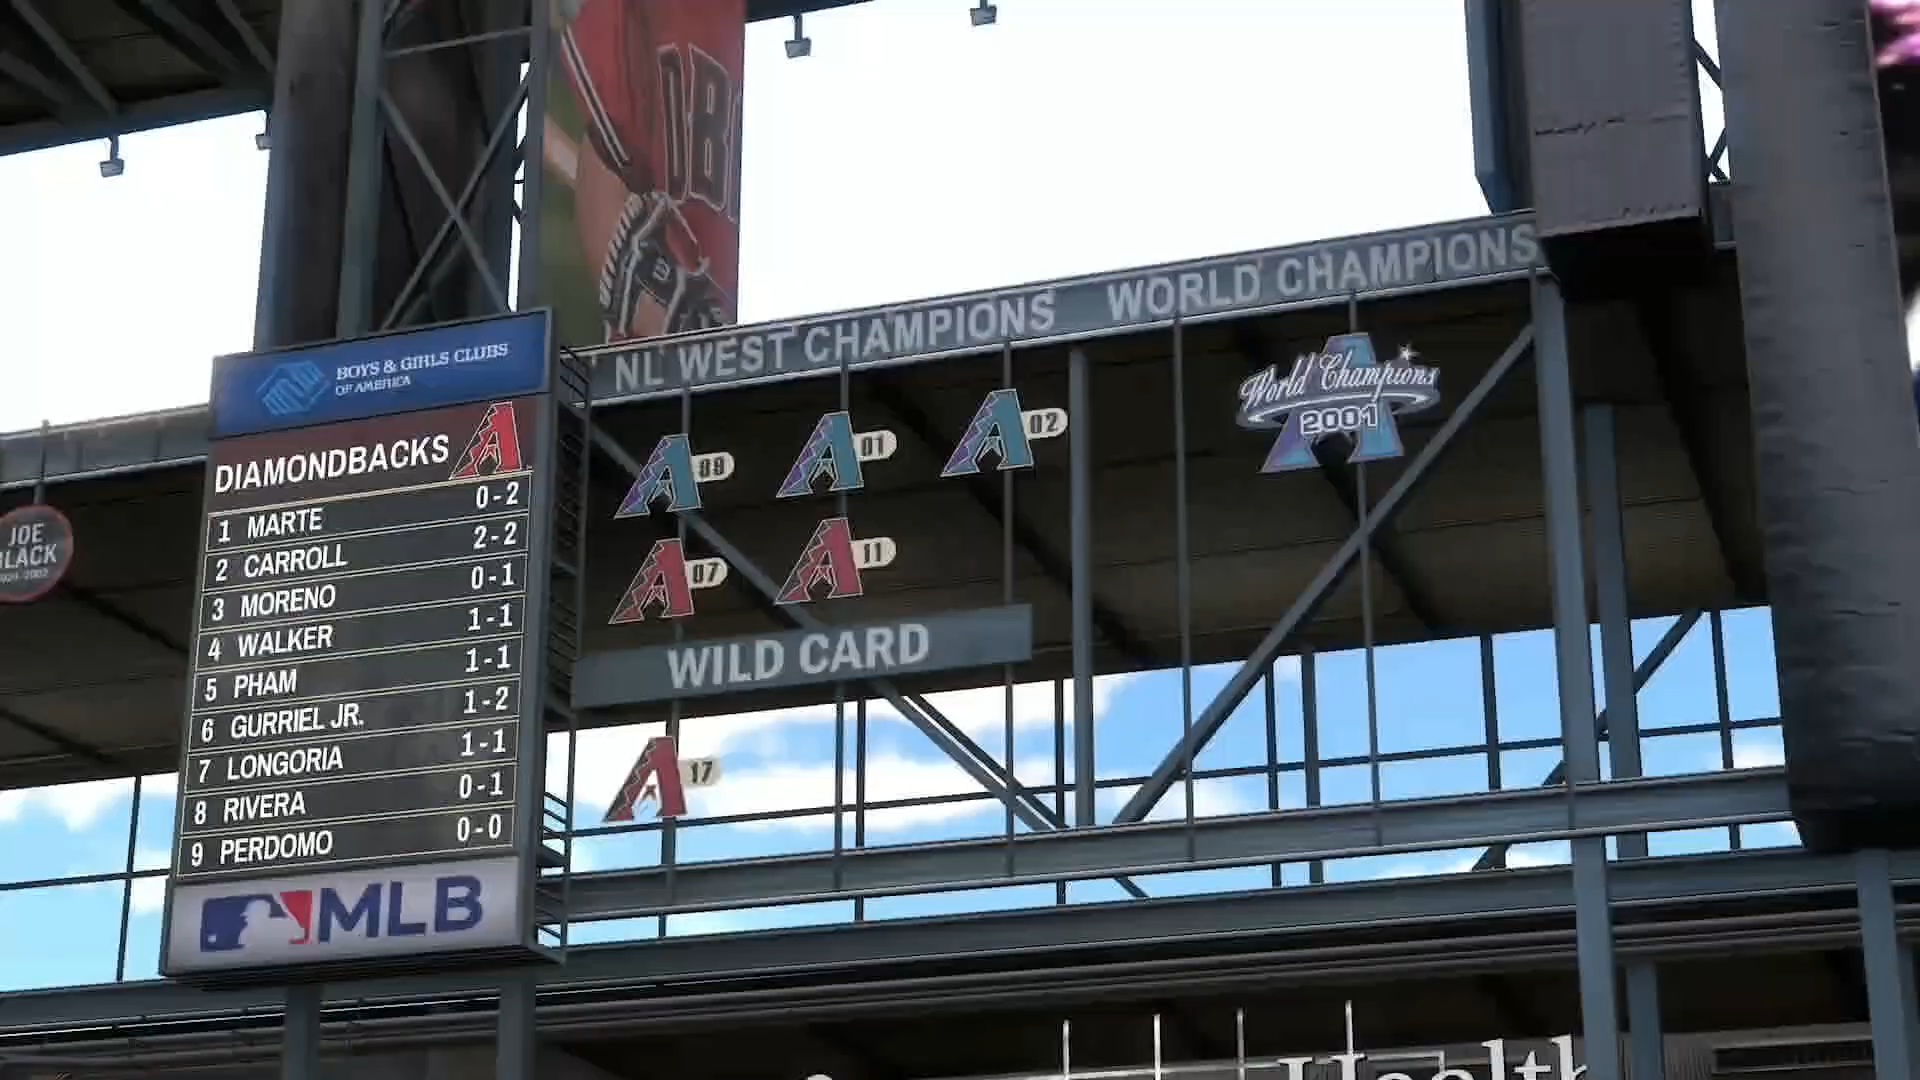 DBA
NL WEST CHAMPIONS WORLD CHAMPIONS
BOYS & GIRLS CLUBS
OF AMERICA
World Champions
2001
99
01
02
DIAMONDBACKS
1 MARTE 0-2
2 CARROLL 2-2
3 MORENO 0-1
4 WALKER 1-1
5 PHAM 1-1
6 GURRIEL JR. 1-2
7 LONGORIA 1-1
8 RIVERA 0-1
9 PERDOMO 0-0
JOE
BLACK
07
11
WILD CARD
17
MLB
Health